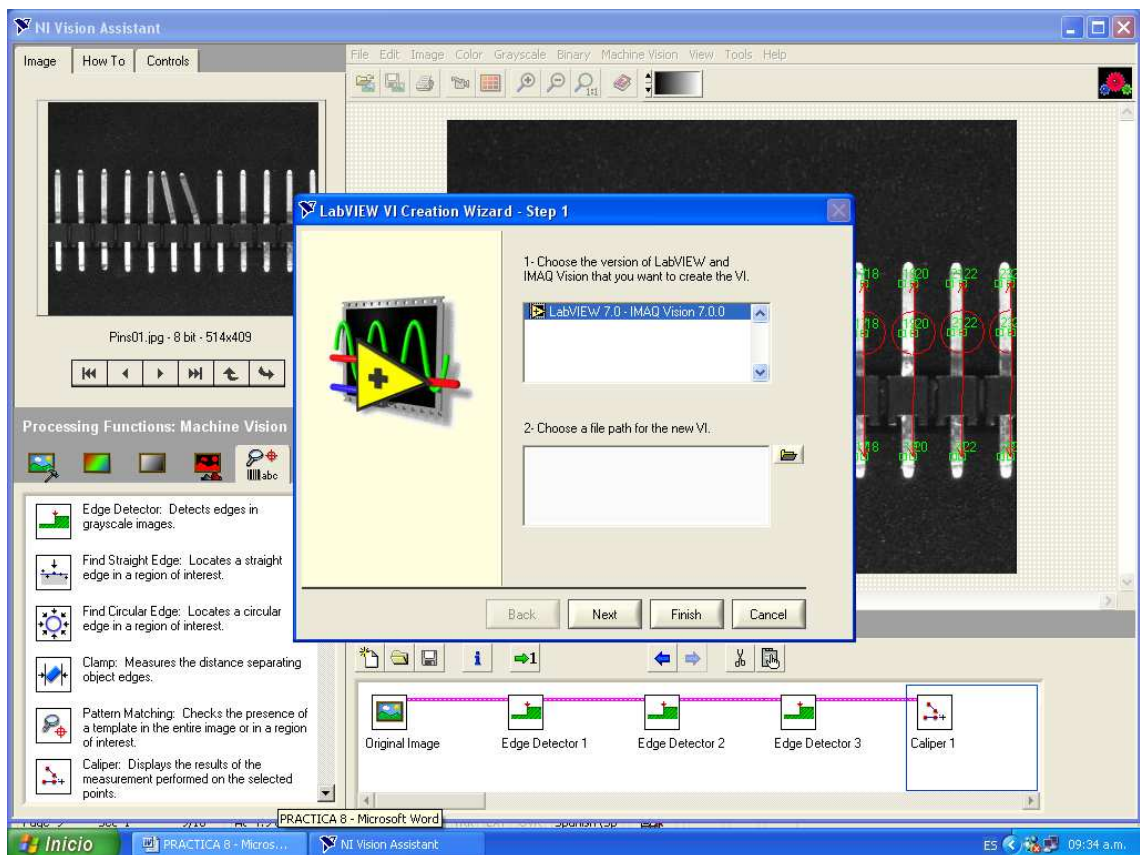 NI Vision Assistant
Image How To Controls
File Edit Image Color Grayscale Binary Machine Vision View Tools Help
1:1
Pins01.jpg - 8 bit - 514x409
Processing Functions: Machine Vision
abc
Edge Detector: Detects edges in
grayscale images.
Find Straight Edge: Locates a straight
edge in a region of interest.
Find Circular Edge: Locates a circular
edge in a region of interest.
Clamp: Measures the distance separating
object edges.
Pattern Matching: Checks the presence of
a template in the entire image or in a region
of interest.
Caliper: Displays the results of the
measurement performed on the selected
points.
LabVIEW VI Creation Wizard - Step 1
1- Choose the version of LabVIEW and
IMAQ Vision that you want to create the VI.
LabVIEW 7.0 - IMAQ Vision 7.0.0
2- Choose a file path for the new VI.
Back Next Finish Cancel
1
Original Image Edge Detector 1 Edge Detector 2 Edge Detector 3 Caliper 1
PRACTICA 8 - Microsoft Word
Inicio PRACTICA 8 - Micros... NI Vision Assistant ES 09:34 a.m.